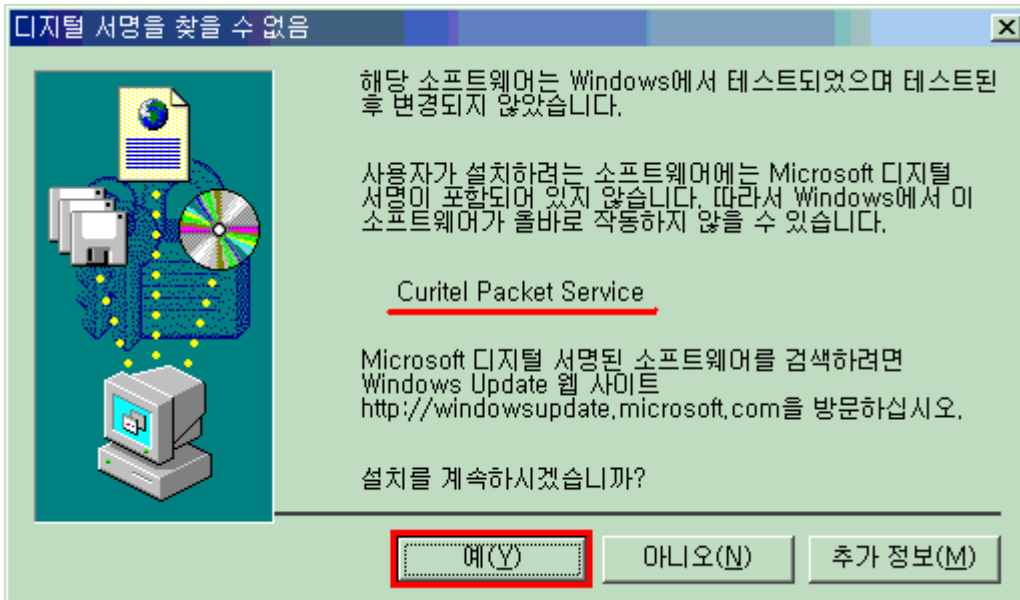 디지털 서명을 찾을 수 없음
해당 소프트웨어는 Windows에서 테스트되었으며 테스트된
후 변경되지 않았습니다.
사용자가 설치하려는 소프트웨어에는 Microsoft 디지털
서명이 포함되어 있지 않습니다. 따라서 Windows에서 이
소프트웨어가 올바로 작동하지 않을 수 있습니다.
Curitel Packet Service
Microsoft 디지털 서명된 소프트웨어를 검색하려면
Windows Update 웹 사이트
http://windowsupdate.microsoft.com을 방문하십시오.
설치를 계속하시겠습니까?
예(Y) 아니오(N) 추가 정보(M)